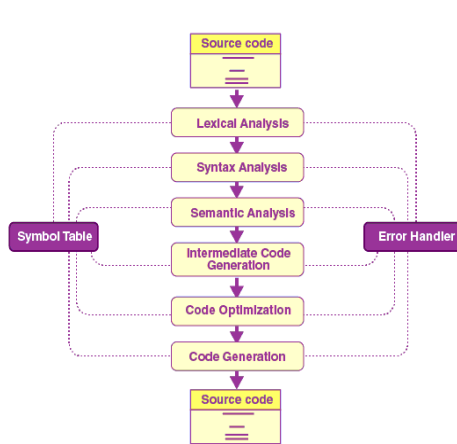 Source code
Lexical Analysis
Syntax Analysis
Semantic Analysis
Symbol Table
Error Handler
Intermediate Code
Generation
Code Optimization
Code Generation
Source code